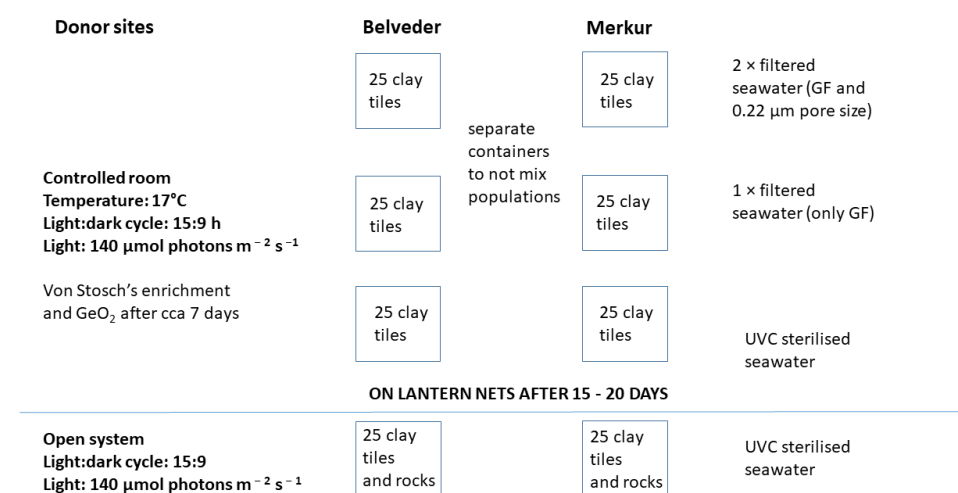 Donor sites
Belveder
Merkur
25 clay
tiles
25 clay
tiles
2 × filtered
seawater (GF and
0.22 µm pore size)
separate
containers
to not mix
populations
Controlled room
Temperature: 17°C
Light:dark cycle: 15:9 h
Light: 140 µmol photons m⁻² s⁻¹
25 clay
tiles
25 clay
tiles
1 × filtered
seawater (only GF)
Von Stosch's enrichment
and GeO₂ after cca 7 days
25 clay
tiles
25 clay
tiles
UVC sterilised
seawater
ON LANTERN NETS AFTER 15 - 20 DAYS
Open system
Light:dark cycle: 15:9
Light: 140 µmol photons m⁻² s⁻¹
25 clay
tiles
and rocks
25 clay
tiles
and rocks
UVC sterilised
seawater